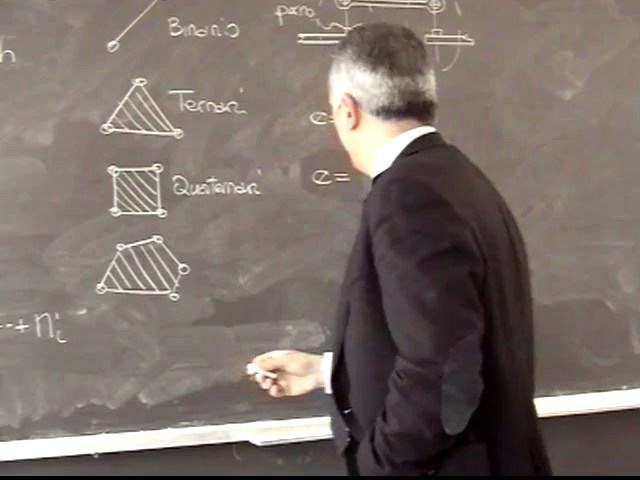 h
Binario
perno
Ternari
e=
Quaternari
e=
--+ni